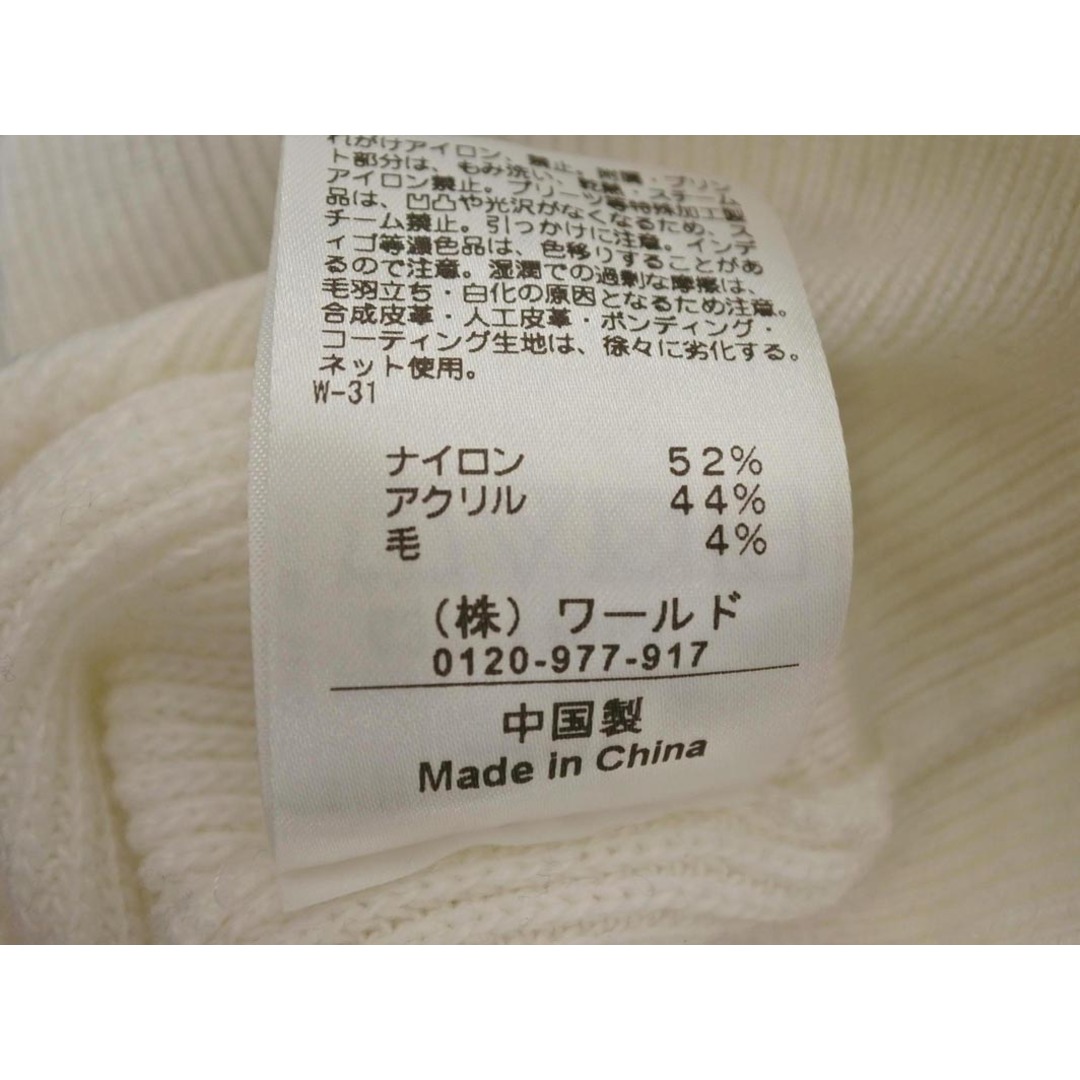 れがけアイロン、禁止。刺繍・プリン
ト部分は、もみ洗い、乾燥・スチーム
アイロン禁止。プリーツ等特殊加工製
品は、凹凸や光沢がなくなるため、ス
チーム禁止。引っかけに注意。インデ
ィゴ等濃色品は、色移りすることがあ
るので注意。湿潤での過剰な摩擦は、
毛羽立ち・白化の原因となるため注意。
合成皮革・人工皮革・ボンディング・
コーティング生地は、徐々に劣化する。
ネット使用。
W-31
ナイロン 52%
アクリル 44%
毛 4%
(株)ワールド
0120-977-917
中国製
Made in China